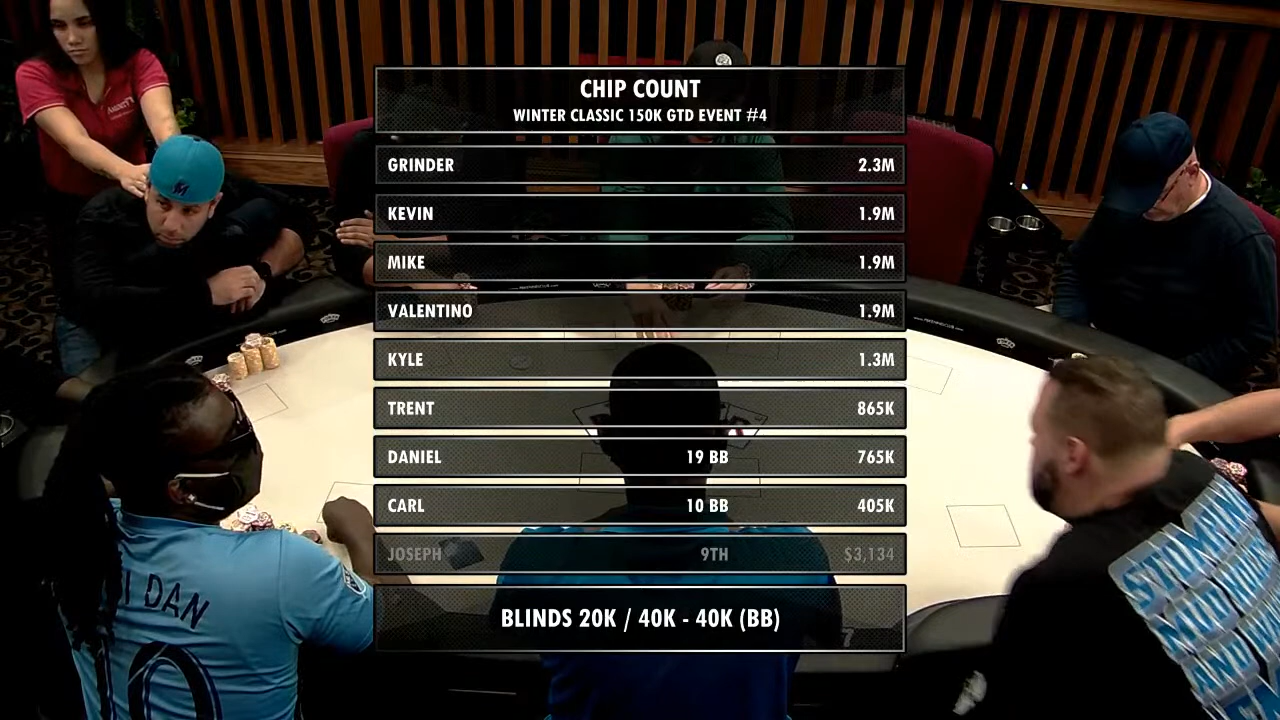 CHIP COUNT
WINTER CLASSIC 150K GTD EVENT #4
GRINDER 2.3M
KEVIN 1.9M
MIKE 1.9M
VALENTINO 1.9M
KYLE 1.3M
TRENT 865K
DANIEL 19 BB 765K
CARL 10 BB 405K
JOSEPH 9TH $3,134
BLINDS 20K / 40K - 40K (BB)
DAN
10